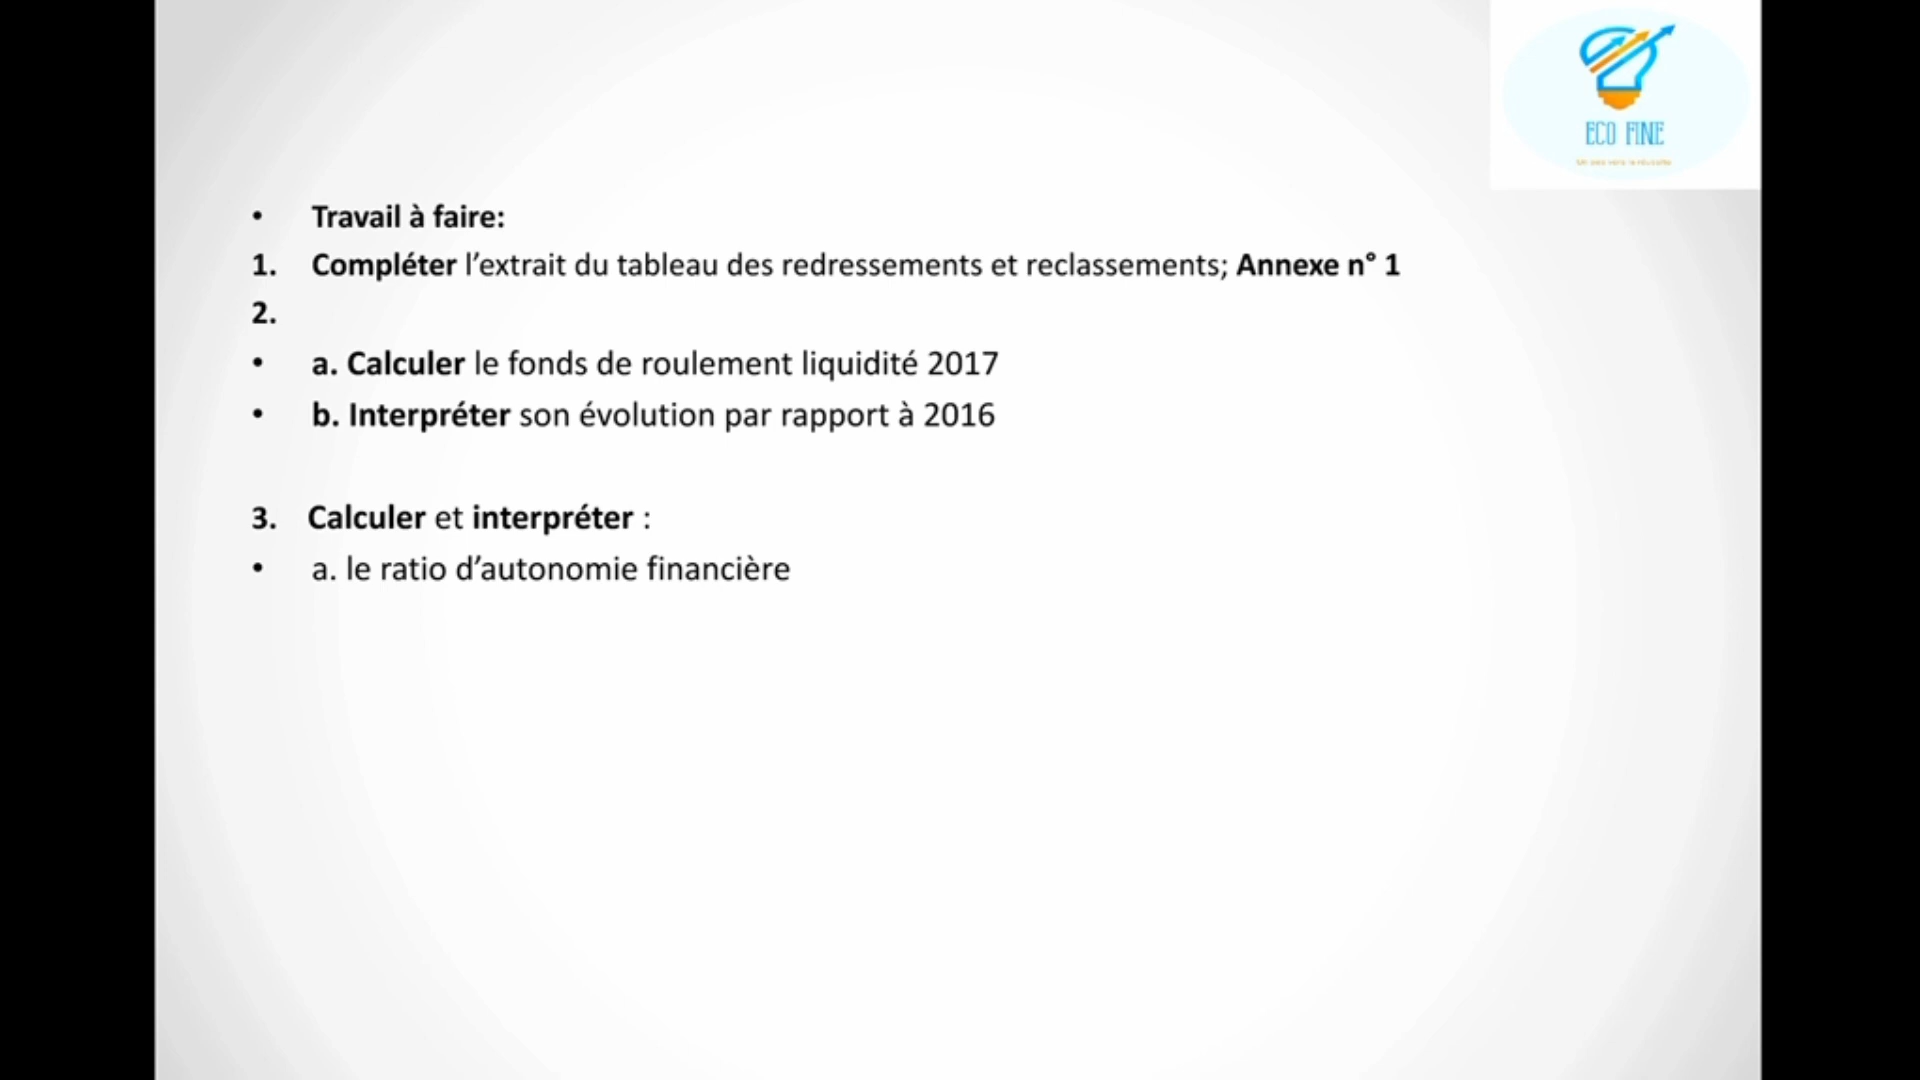 ECO FINE
• Travail à faire:
1. Compléter l’extrait du tableau des redressements et reclassements; Annexe n° 1
2.
• a. Calculer le fonds de roulement liquidité 2017
• b. Interpréter son évolution par rapport à 2016
3. Calculer et interpréter :
• a. le ratio d’autonomie financière